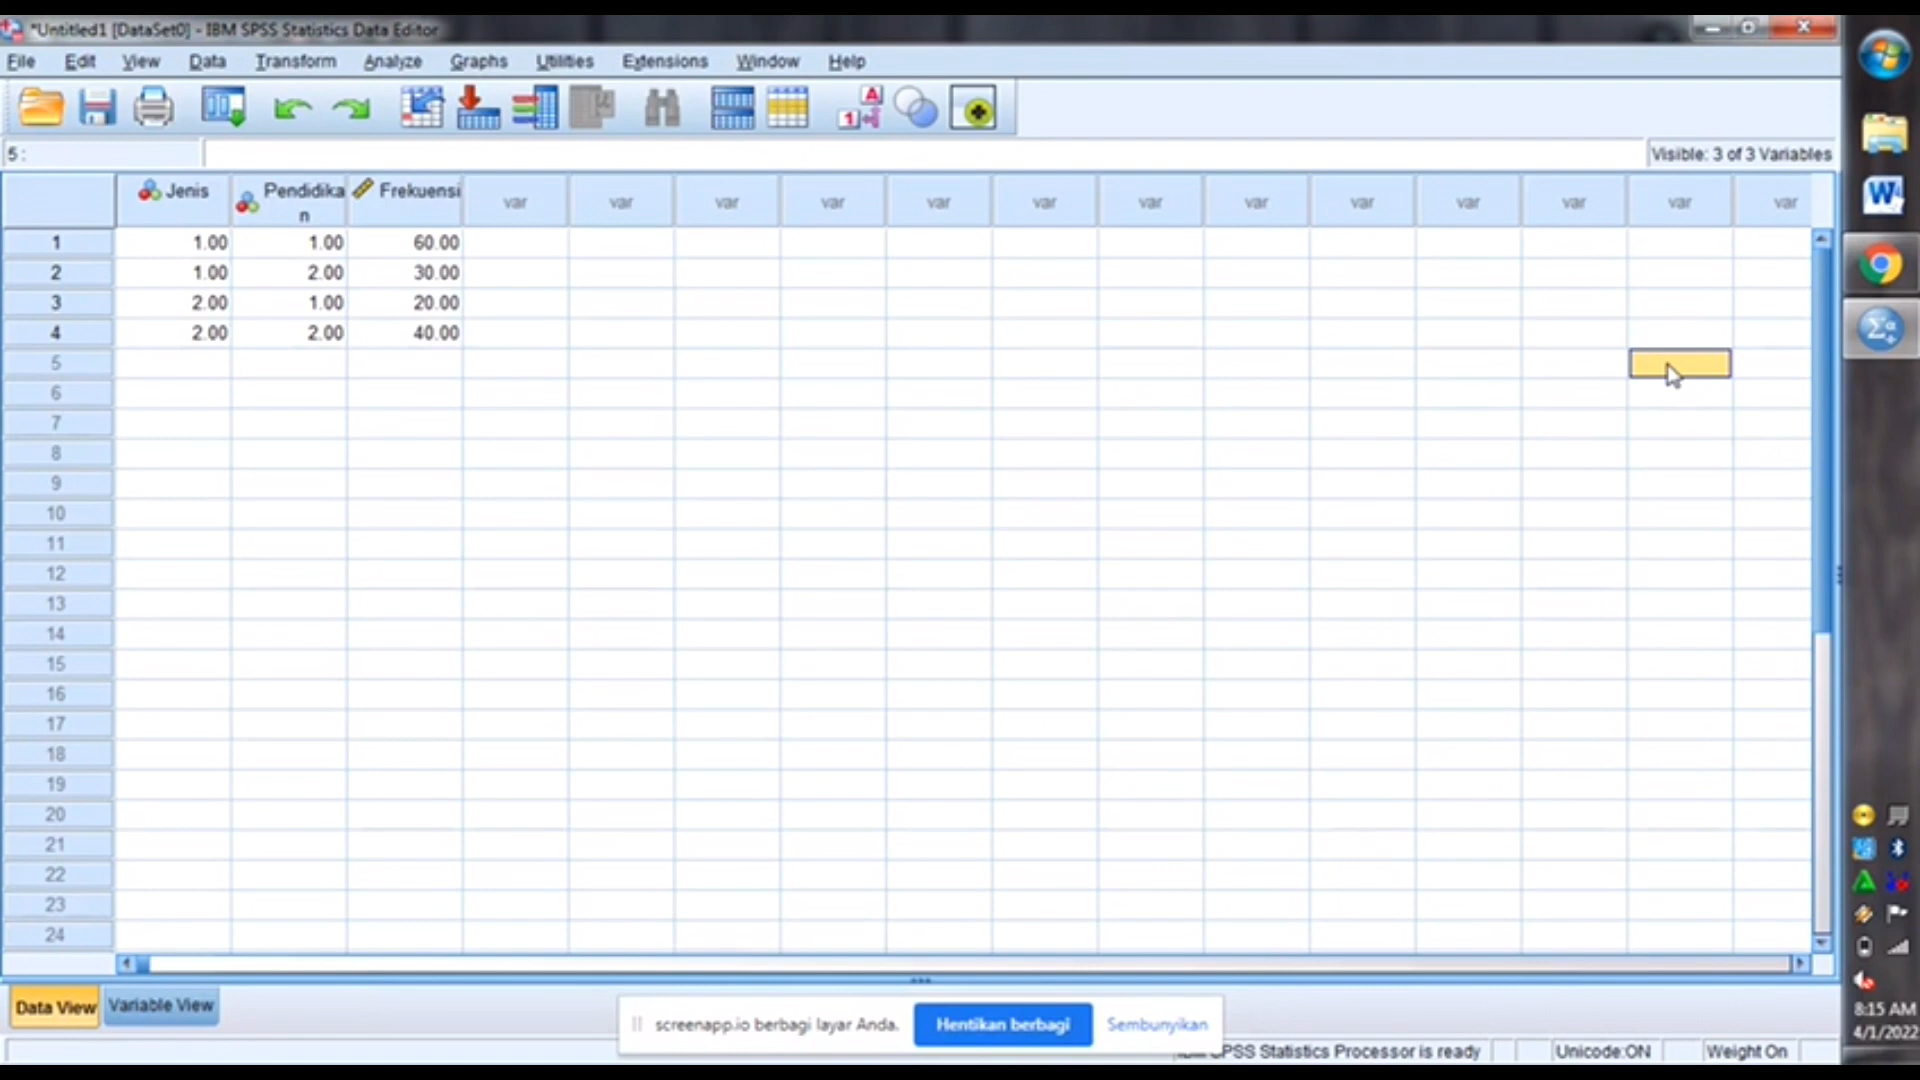 *Untitled1 [DataSet0] - IBM SPSS Statistics Data Editor
File Edit View Data Transform Analyze Graphs Utilities Extensions Window Help
5 :
Visible: 3 of 3 Variables
Jenis Pendidika Frekuensi var var var var var var var var var var var var var
n
1 1.00 1.00 60.00
2 1.00 2.00 30.00
3 2.00 1.00 20.00
4 2.00 2.00 40.00
5
6
7
8
9
10
11
12
13
14
15
16
17
18
19
20
21
22
23
24
Data View Variable View
screenapp.io berbagi layar Anda. Hentikan berbagi Sembunyikan
SPSS Statistics Processor is ready Unicode:ON Weight On
8:15 AM
4/1/2022